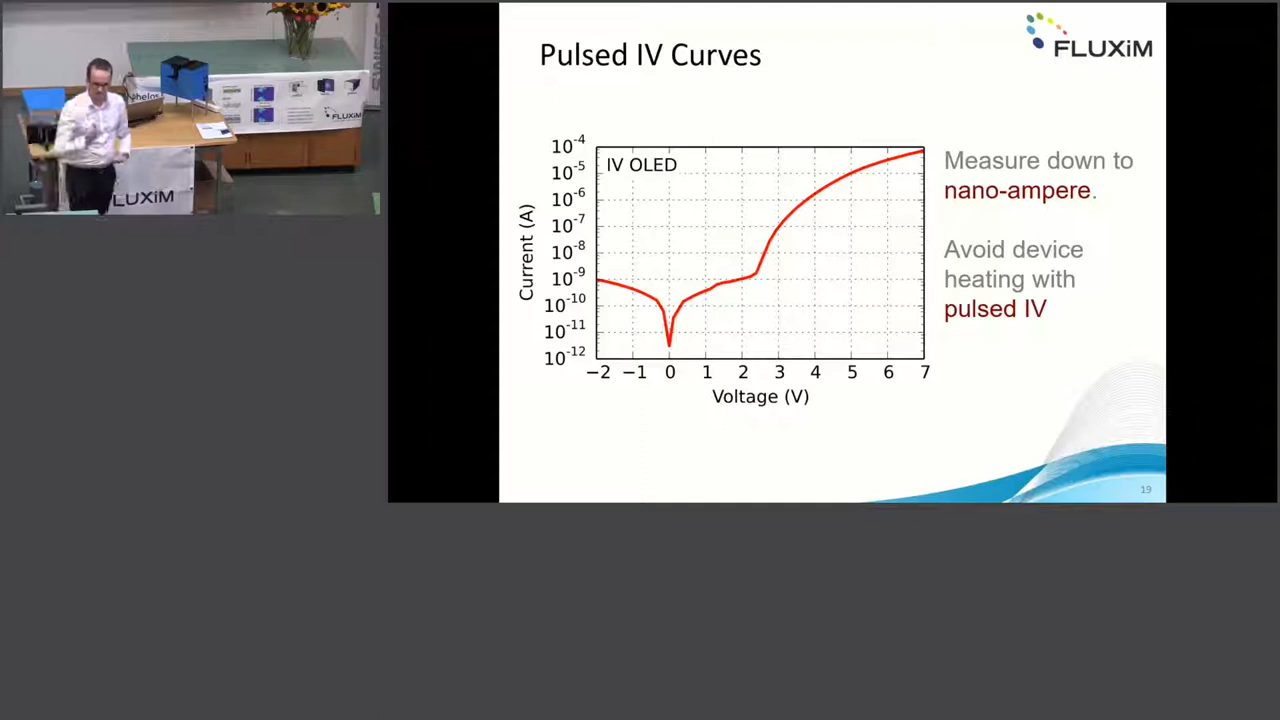 Pulsed IV Curves
FLUXiM
IV OLED
10-4
10-5
10-6
10-7
10-8
10-9
10-10
10-11
10-12
Current (A)
−2 −1 0 1 2 3 4 5 6 7
Voltage (V)
Measure down to
nano-ampere.
Avoid device
heating with
pulsed IV
19
FLUXiM
LUXiM